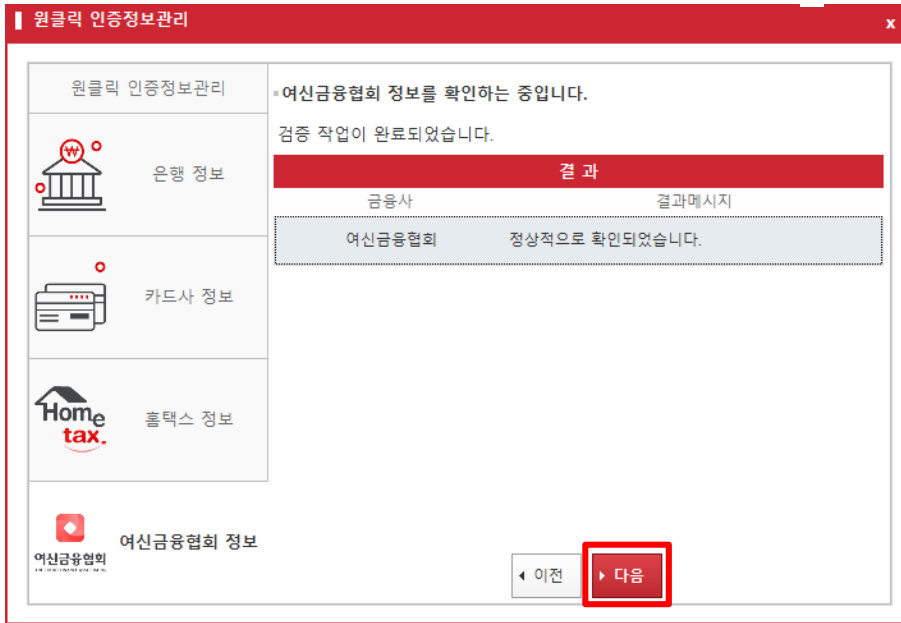 원클릭 인증정보관리
x
원클릭 인증정보관리
은행 정보
카드사 정보
Home
tax.
홈택스 정보
여신금융협회
여신금융협회 정보
여신금융협회 정보를 확인하는 중입니다.
검증 작업이 완료되었습니다.
결 과
금융사 결과메시지
여신금융협회 정상적으로 확인되었습니다.
이전 다음